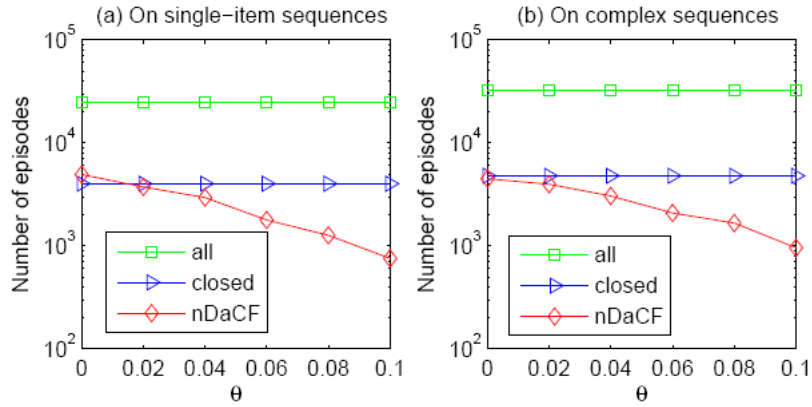 (a) On single-item sequences
(b) On complex sequences
Number of episodes
10^5
10^4
10^3
10^2
0 0.02 0.04 0.06 0.08 0.1
θ
all
closed
nDaCF
Number of episodes
10^5
10^4
10^3
10^2
0 0.02 0.04 0.06 0.08 0.1
θ
all
closed
nDaCF